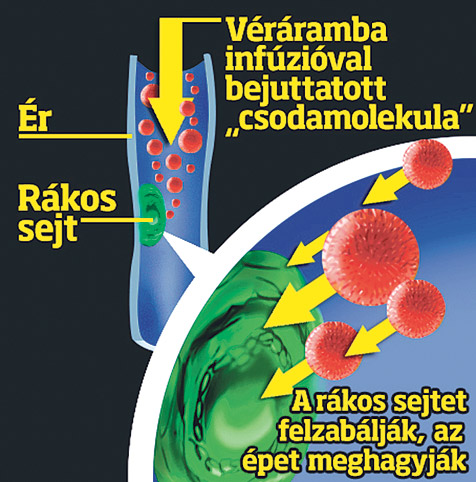 Véráramba
infúzióval
bejuttatott
„csodamolekula”
Ér
Rákos
sejt
A rákos sejtet
felzabálják, az
épet meghagyják